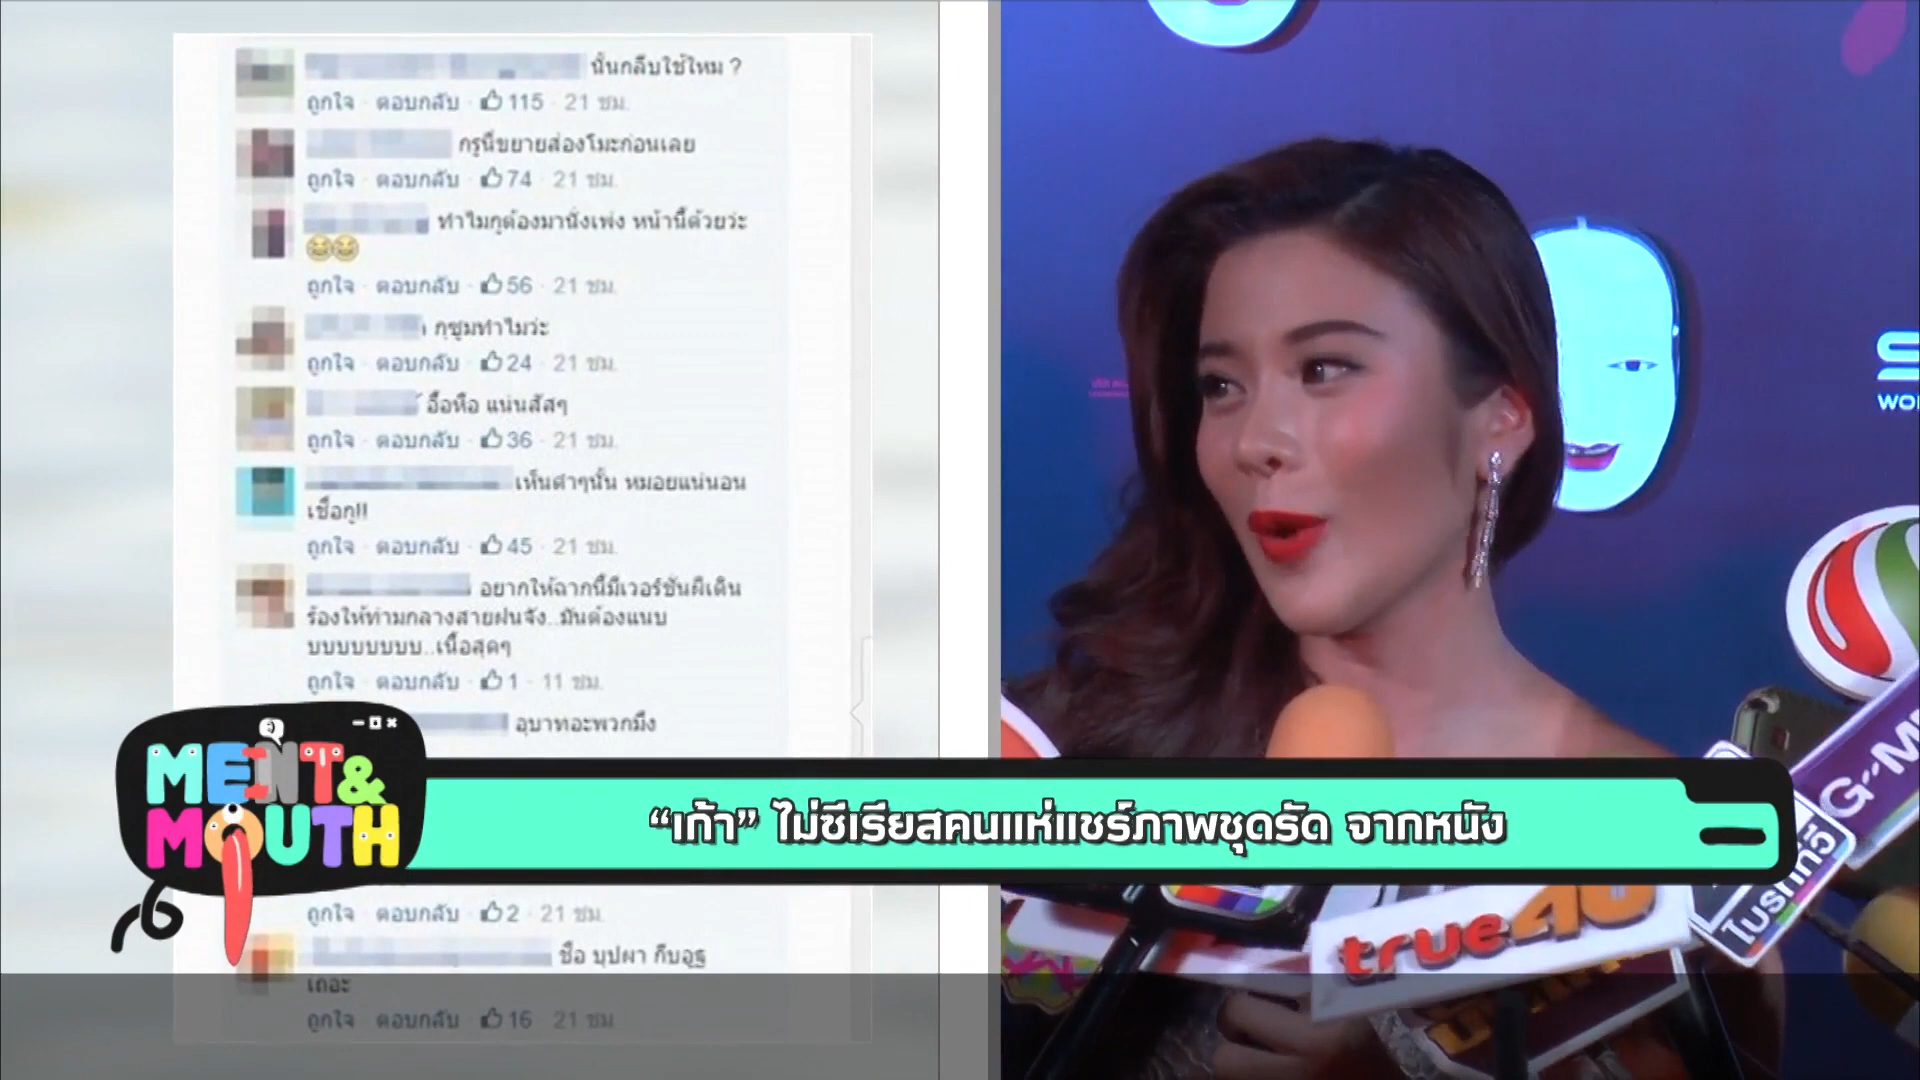 นั้นกลีบใช้ไหม ?
ถูกใจ · ตอบกลับ · 115 · 21 ชม.
กรูนี่ขยายส่องโมะก่อนเลย
ถูกใจ · ตอบกลับ · 74 · 21 ชม.
ทำไมกูต้องมานั่งเพ่ง หน้านี้ด้วยว่ะ
ถูกใจ · ตอบกลับ · 56 · 21 ชม.
กุซูมทำไมว่ะ
ถูกใจ · ตอบกลับ · 24 · 21 ชม.
อื้อหือ แน่นสัสๆ
ถูกใจ · ตอบกลับ · 36 · 21 ชม.
เห็นดำๆนั้น หมอยแน่นอน
เชื่อกู!!
ถูกใจ · ตอบกลับ · 45 · 21 ชม.
อยากให้ฉากนี้มีเวอร์ชั่นผีเดิน
ร้องไห้ท่ามกลางสายฝนจัง..มันต้องแนบ
บบบบบบบบ..เนื้อสุดๆ
ถูกใจ · ตอบกลับ · 1 · 11 ชม.
อุบาทอะพวกมึง
MENT&
MOUTH
“เก้า” ไม่ซีเรียสคนแห่แชร์ภาพชุดรัด จากหนัง
ถูกใจ · ตอบกลับ · 2 · 21 ชม.
ชื่อ บุปผา กีบอูฐ
เถอะ
ถูกใจ · ตอบกลับ · 16 · 21 ชม
WO
G-M
ไบรท์ทีวี
true4U